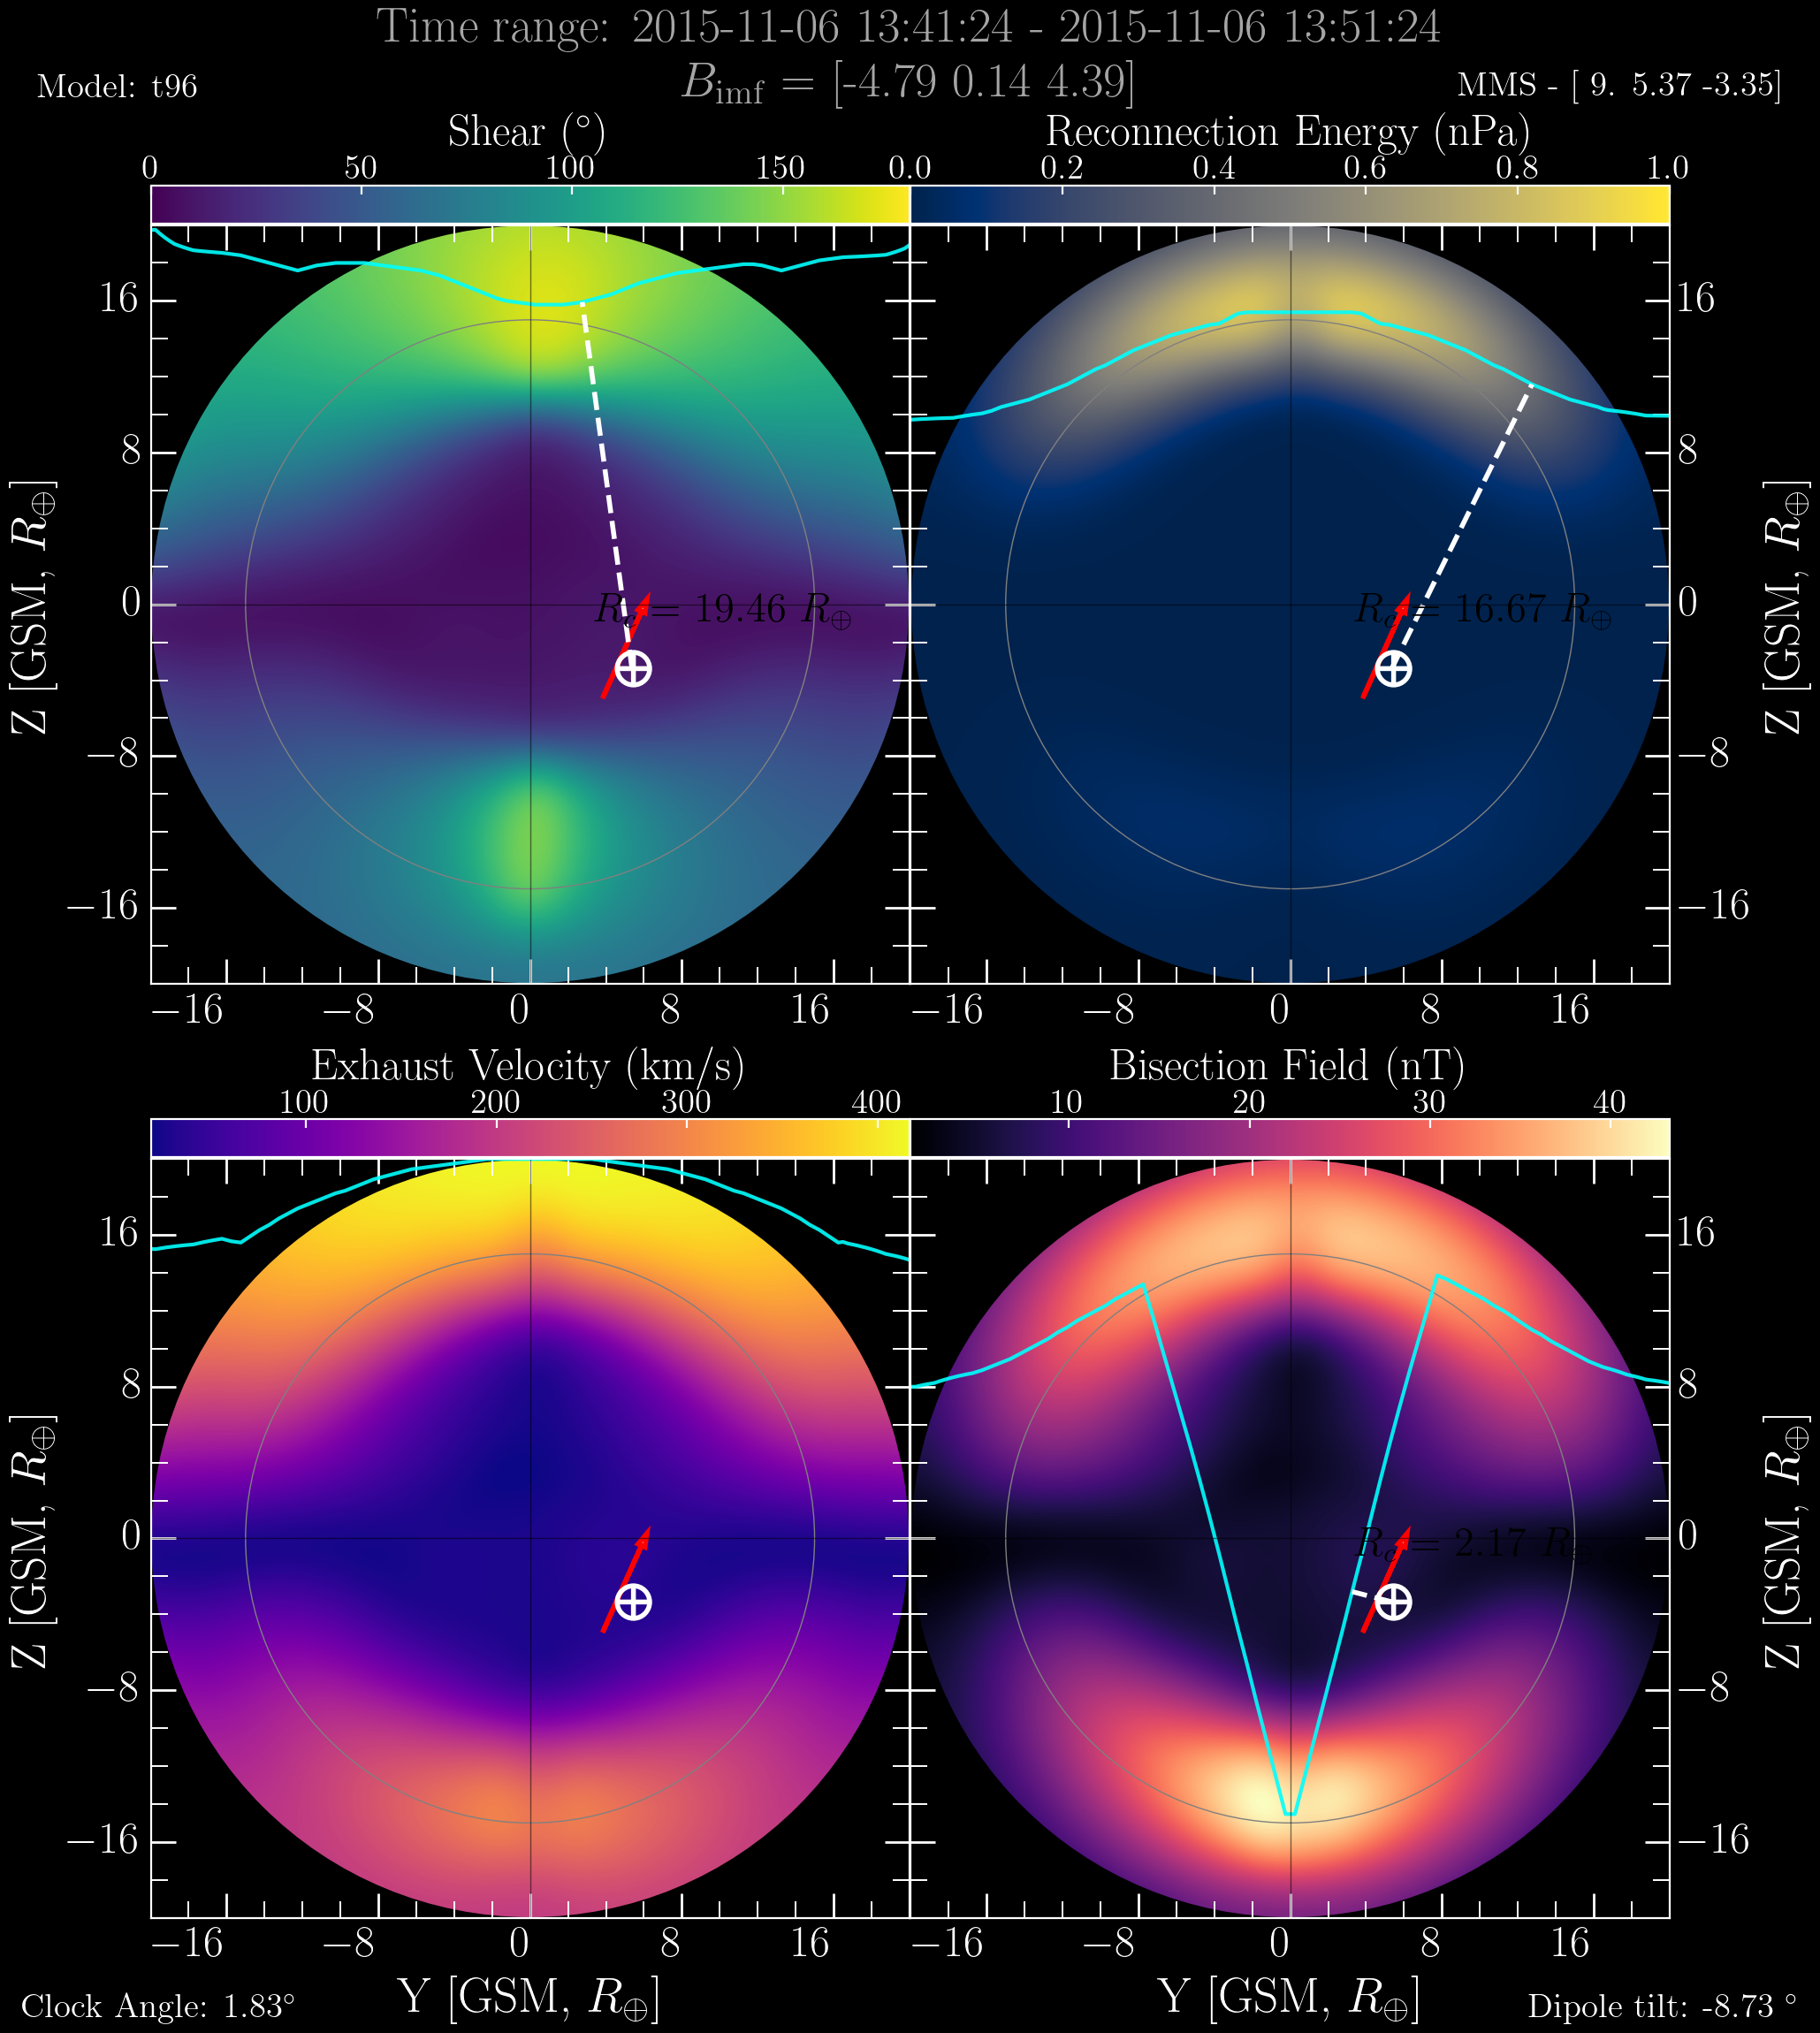 Time range: 2015-11-06 13:41:24 - 2015-11-06 13:51:24
Model: t96
B_imf = [-4.79 0.14 4.39]
MMS - [ 9. 5.37 -3.35]
Shear (°)
Reconnection Energy (nPa)
0 50 100 150
0.0 0.2 0.4 0.6 0.8 1.0
16
8
0
−8
−16
Z [GSM, R⊕]
R_c = 19.46 R⊕
R_c = 16.67 R⊕
16
8
0
−8
−16
Z [GSM, R⊕]
−16 −8 0 8 16
−16 −8 0 8 16
Exhaust Velocity (km/s)
Bisection Field (nT)
100 200 300 400
10 20 30 40
16
8
0
−8
−16
Z [GSM, R⊕]
R_c = 2.17 R
16
8
0
−8
−16
Z [GSM, R⊕]
−16 −8 0 8 16
−16 −8 0 8 16
Y [GSM, R⊕]
Y [GSM, R⊕]
Clock Angle: 1.83°
Dipole tilt: -8.73 °